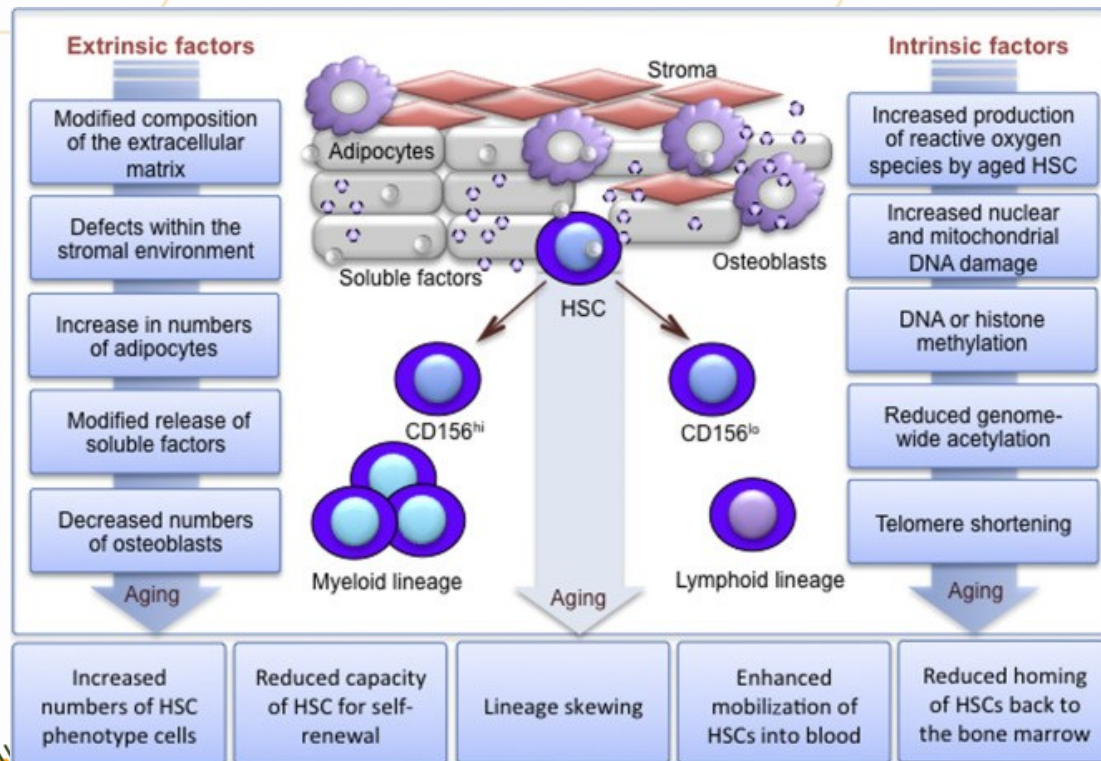 Extrinsic factors
Modified composition
of the extracellular
matrix
Defects within the
stromal environment
Increase in numbers
of adipocytes
Modified release of
soluble factors
Decreased numbers
of osteoblasts
Aging
Stroma
Adipocytes
Soluble factors
Osteoblasts
HSC
CD156hi
CD156lo
Myeloid lineage
Lymphoid lineage
Aging
Intrinsic factors
Increased production
of reactive oxygen
species by aged HSC
Increased nuclear
and mitochondrial
DNA damage
DNA or histone
methylation
Reduced genome-
wide acetylation
Telomere shortening
Aging
Increased
numbers of HSC
phenotype cells
Reduced capacity
of HSC for self-
renewal
Lineage skewing
Enhanced
mobilization of
HSCs into blood
Reduced homing
of HSCs back to
the bone marrow